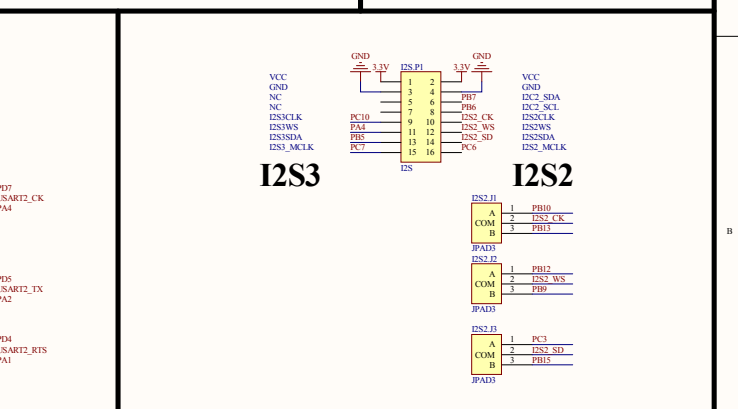 GND
GND
3.3V
I2S.P1
3.3V
VCC
1 2
VCC
GND
3 4
GND
NC
5 6
PB7
I2C2_SDA
NC
7 8
PB6
I2C2_SCL
I2S3CLK
PC10
9 10
I2S2_CK
I2S2CLK
I2S3WS
PA4
11 12
I2S2_WS
I2S2WS
I2S3SDA
PB5
13 14
I2S2_SD
I2S2SDA
I2S3_MCLK
PC7
15 16
PC6
I2S2_MCLK
I2S
I2S3
I2S2
I2S2.J1
A 1 PB10
COM 2 I2S2_CK
B 3 PB13
JPAD3
I2S2.J2
A 1 PB12
COM 2 I2S2_WS
B 3 PB9
JPAD3
I2S2.J3
A 1 PC3
COM 2 I2S2_SD
B 3 PB15
JPAD3
PD7
USART2_CK
PA4
PD5
USART2_TX
PA2
PD4
USART2_RTS
PA1
B